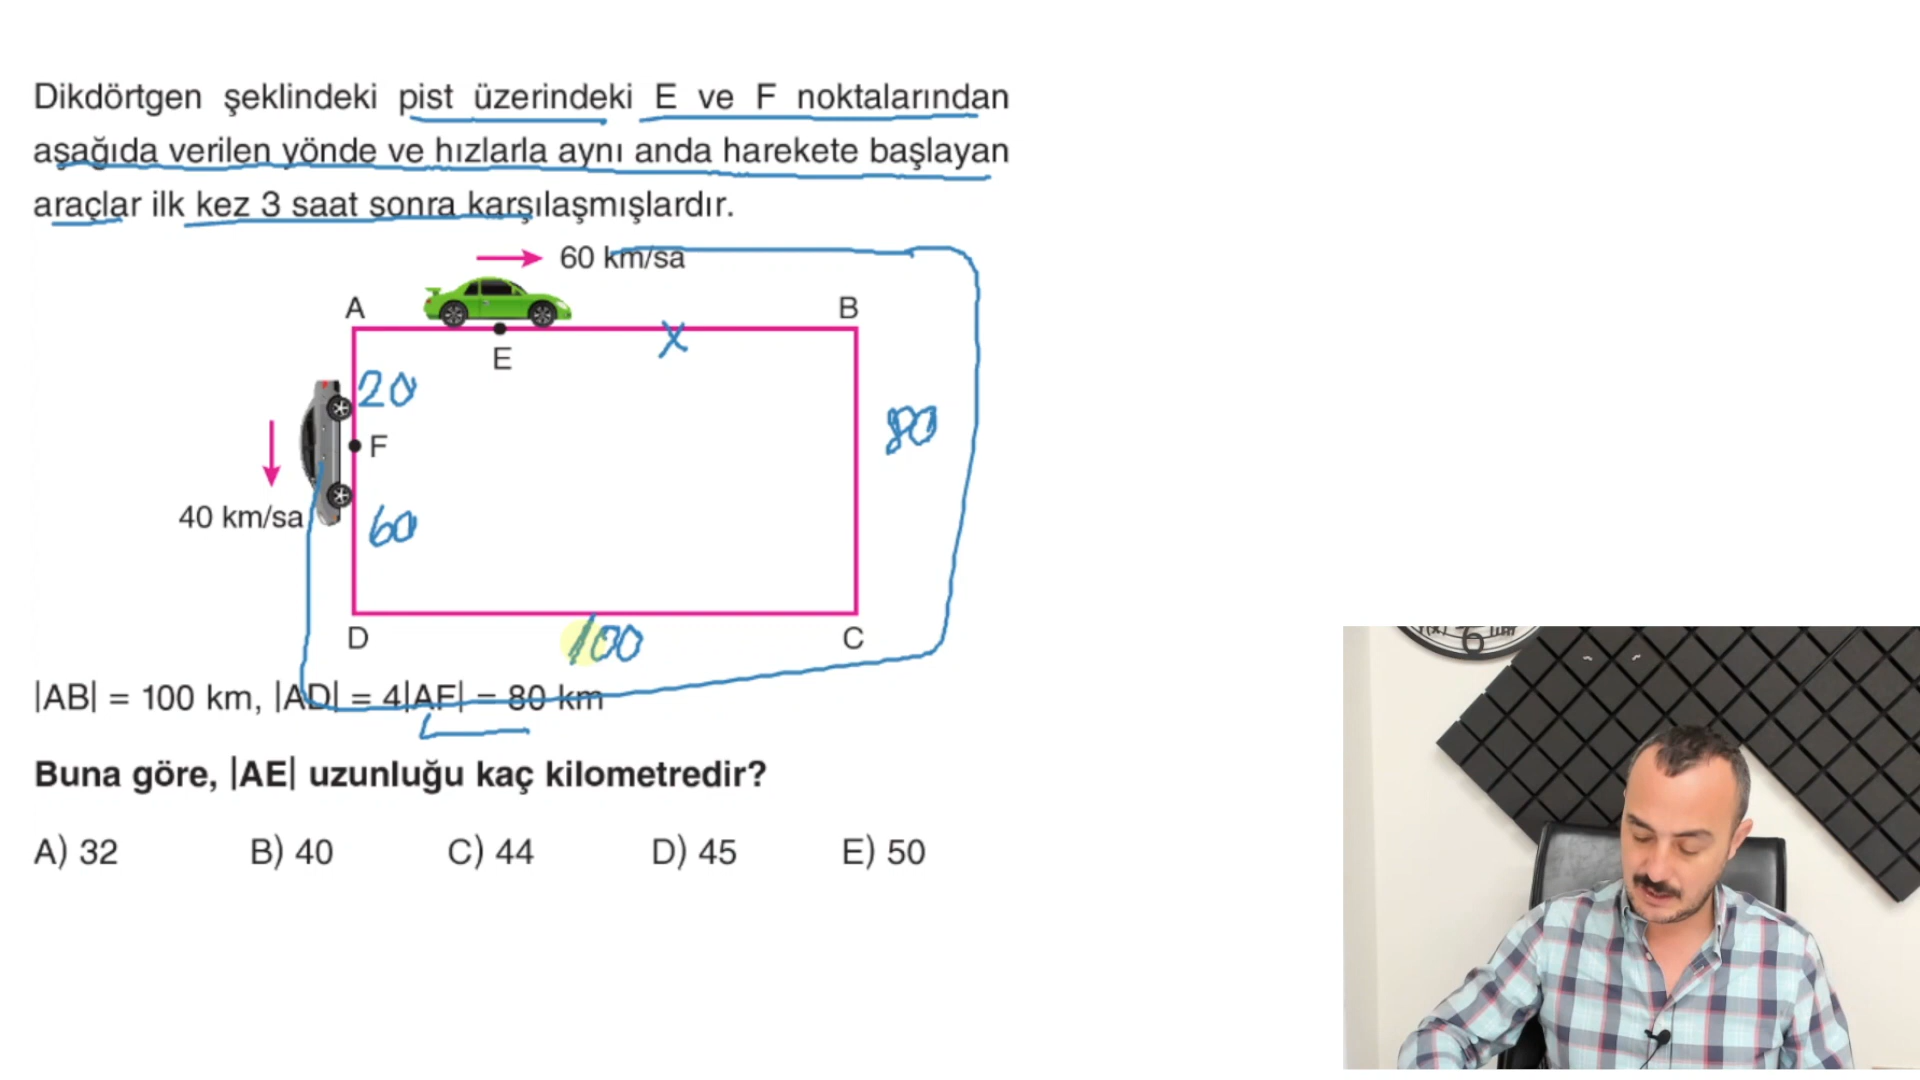 Dikdörtgen şeklindeki pist üzerindeki E ve F noktalarından
aşağıda verilen yönde ve hızlarla aynı anda harekete başlayan
araçlar ilk kez 3 saat sonra karşılaşmışlardır.
60 km/sa
A
B
E
x
20
F
80
40 km/sa
60
D
100
C
|AB| = 100 km, |AD| = 4|AF| = 80 km
Buna göre, |AE| uzunluğu kaç kilometredir?
A) 32 B) 40 C) 44 D) 45 E) 50